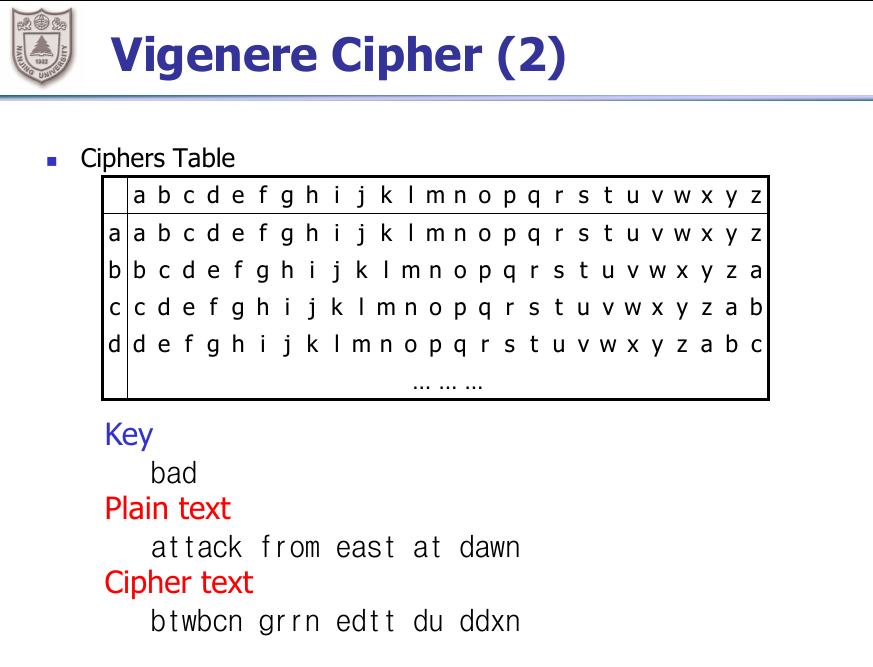 NANJING UNIVERSITY
1902
Vigenere Cipher (2)
Ciphers Table
a b c d e f g h i j k l m n o p q r s t u v w x y z
a a b c d e f g h i j k l m n o p q r s t u v w x y z
b b c d e f g h i j k l m n o p q r s t u v w x y z a
c c d e f g h i j k l m n o p q r s t u v w x y z a b
d d e f g h i j k l m n o p q r s t u v w x y z a b c
... ... ...
Key
bad
Plain text
attack from east at dawn
Cipher text
btwbcn grrn edtt du ddxn